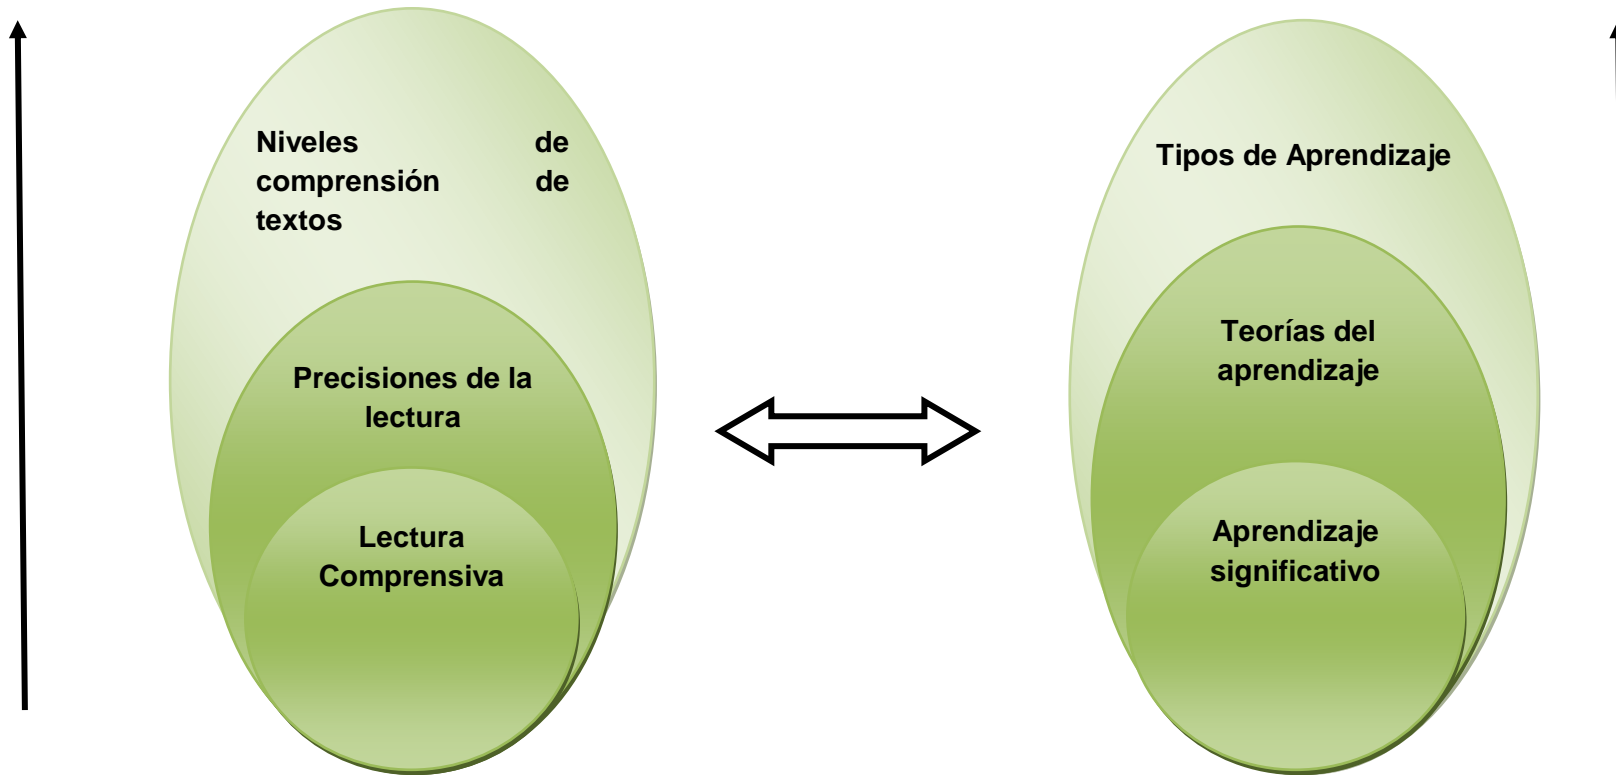 Niveles de
comprensión de
textos
Precisiones de la
lectura
Lectura
Comprensiva
Tipos de Aprendizaje
Teorías del
aprendizaje
Aprendizaje
significativo